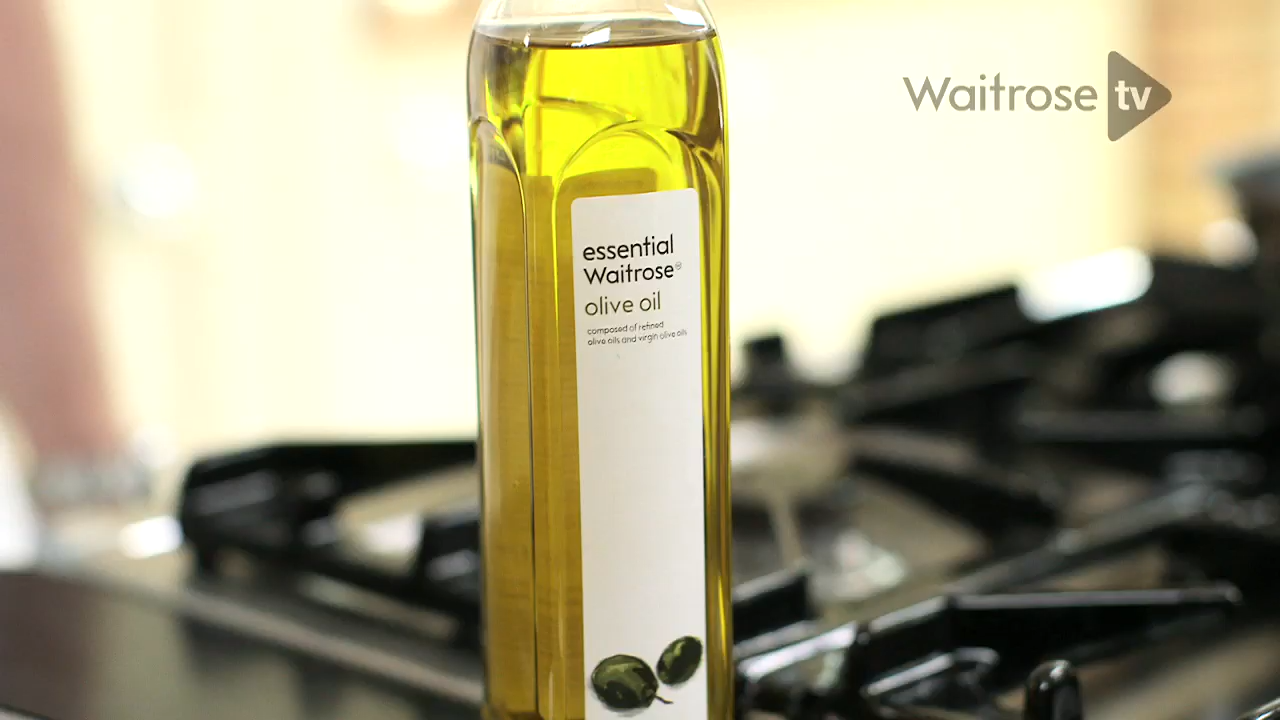 Waitrose tv
essential
Waitrose
olive oil
composed of refined
olive oils and virgin olive oils